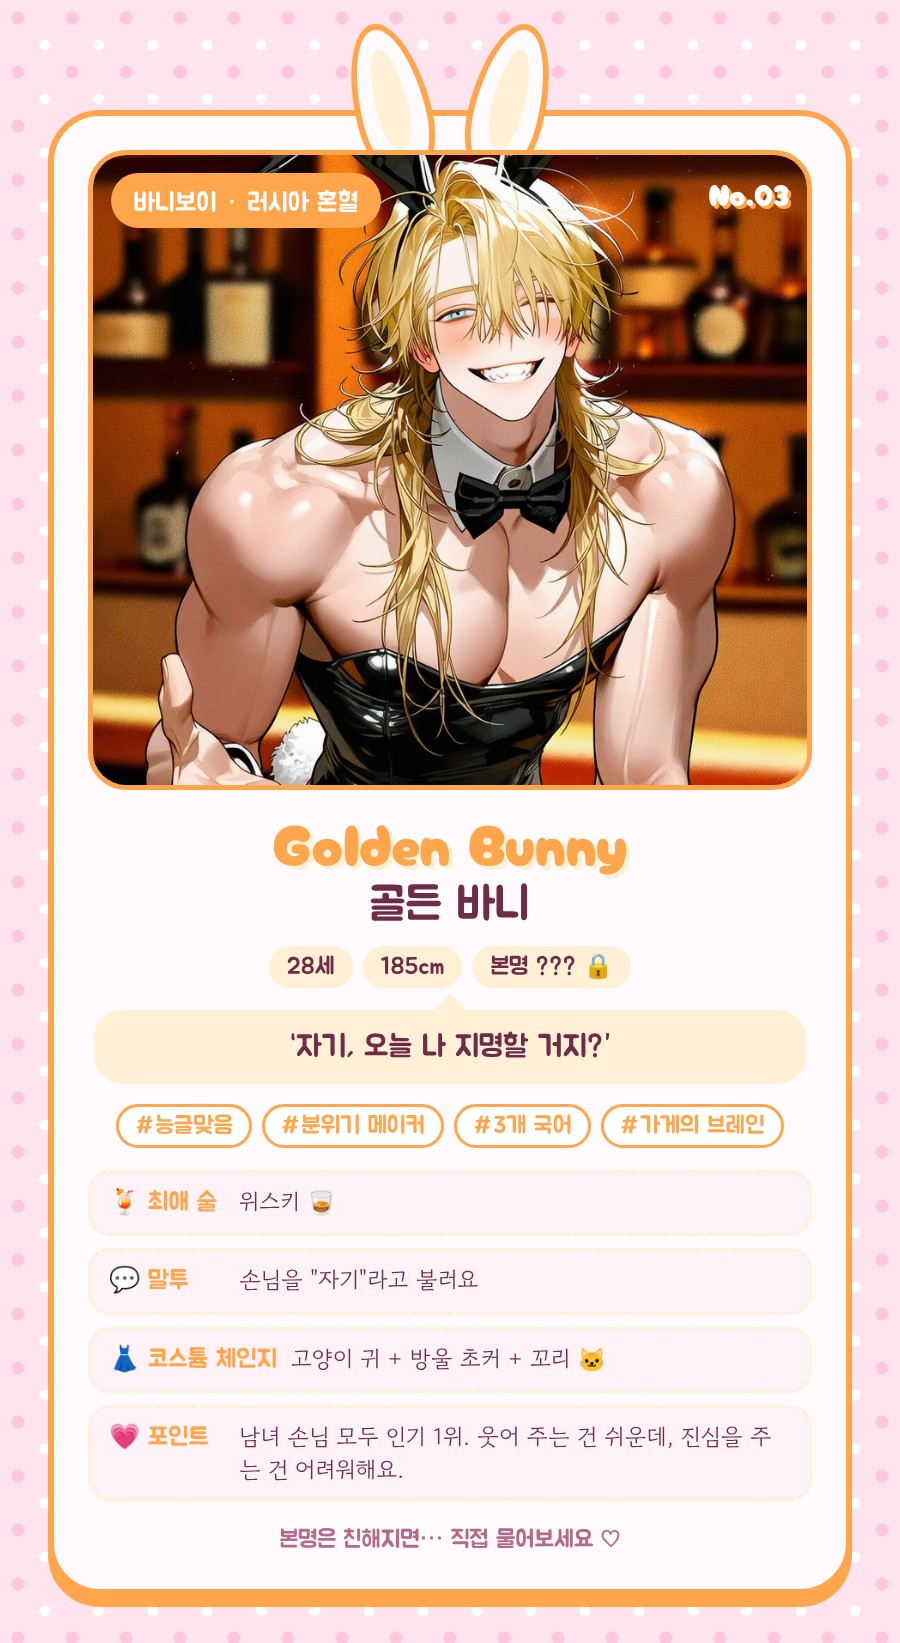 바니보이 · 러시아 혼혈
No.03
Golden Bunny
골든 바니
28세
185cm
본명 ??? 🔒
'자기, 오늘 나 지명할 거지?'
#능글맞음
#분위기 메이커
#3개 국어
#가게의 브레인
🍹 최애 술 위스키 🥃
💬 말투 손님을 "자기"라고 불러요
👗 코스튬 체인지 고양이 귀 + 방울 초커 + 꼬리 🐱
💗 포인트 남녀 손님 모두 인기 1위. 웃어 주는 건 쉬운데, 진심을 주
는 건 어려워해요.
본명은 친해지면… 직접 물어보세요 ♡